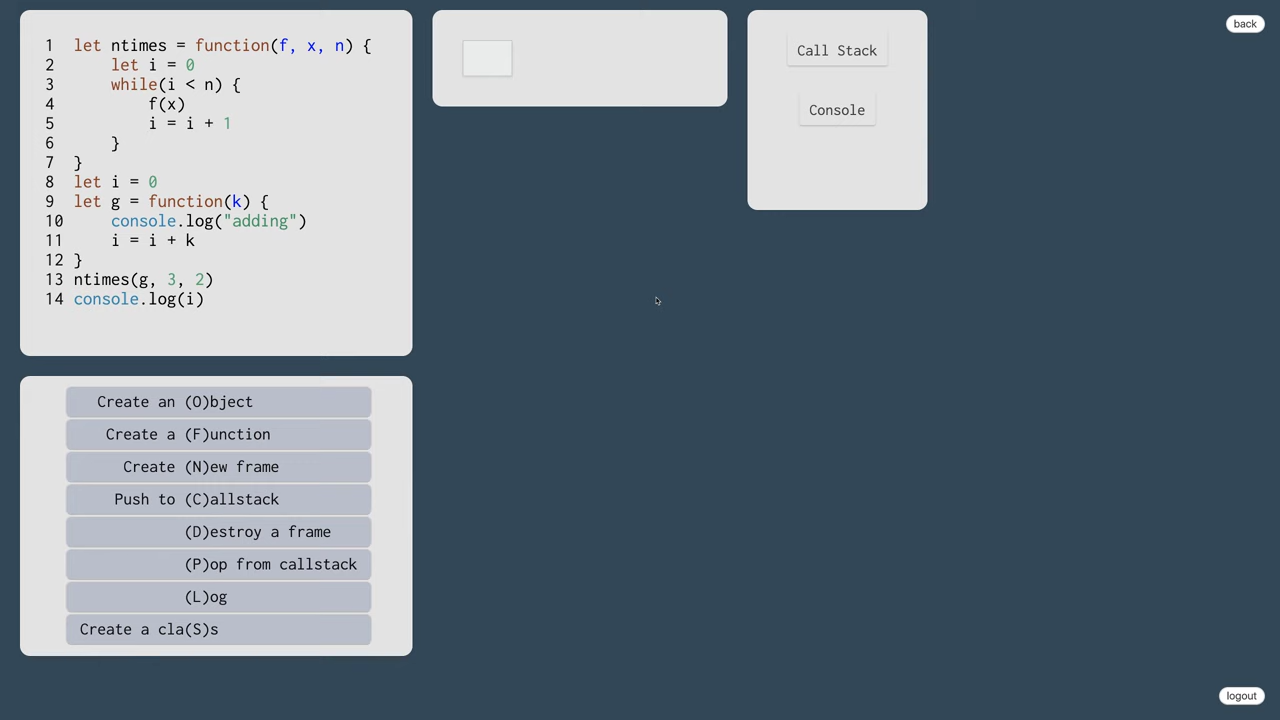 1 let ntimes = function(f, x, n) {
2     let i = 0
3     while(i < n) {
4         f(x)
5         i = i + 1
6     }
7 }
8 let i = 0
9 let g = function(k) {
10     console.log("adding")
11     i = i + k
12 }
13 ntimes(g, 3, 2)
14 console.log(i)
Create an (O)bject
Create a (F)unction
Create (N)ew frame
Push to (C)allstack
(D)estroy a frame
(P)op from callstack
(L)og
Create a cla(S)s
Call Stack
Console
back
logout